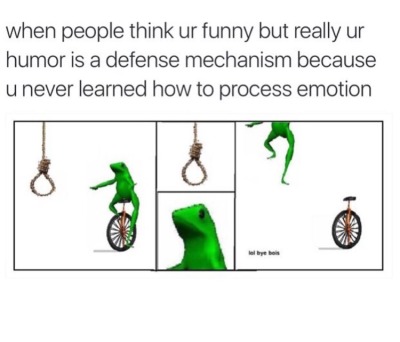 when people think ur funny but really ur
humor is a defense mechanism because
u never learned how to process emotion
lol bye bois